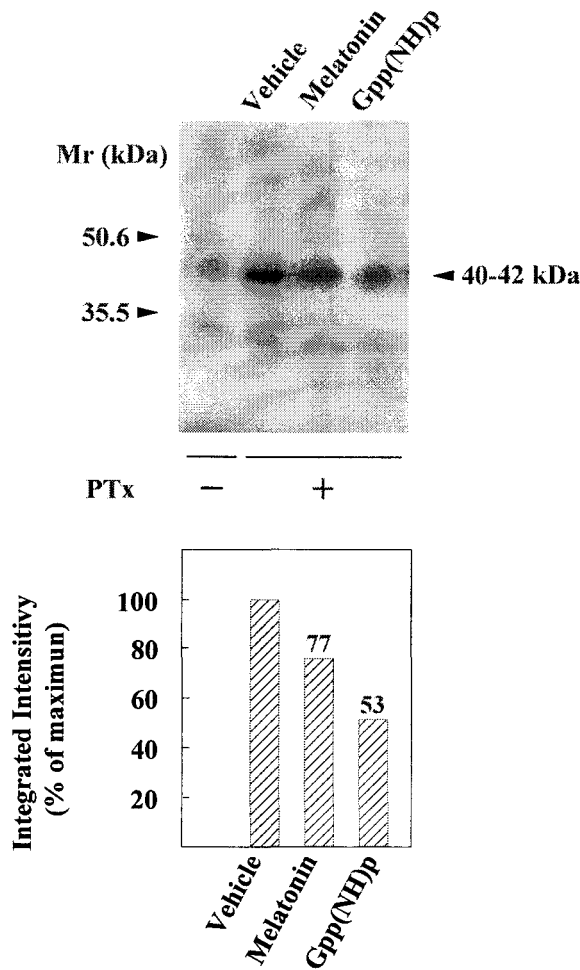 Vehicle
Melatonin
Gpp(NH)p
Mr (kDa)
50.6
40-42 kDa
35.5
PTx
−
+
Integrated Intensitivy
(% of maximun)
100
80
60
40
20
77
53
Vehicle
Melatonin
Gpp(NH)p